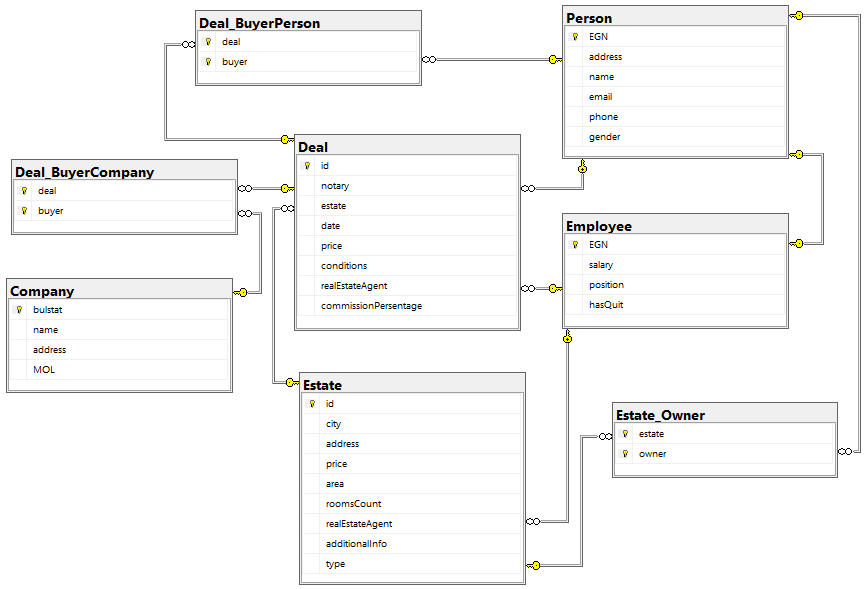 Deal_BuyerPerson
deal
buyer
Person
EGN
address
name
email
phone
gender
Deal
id
notary
estate
date
price
conditions
realEstateAgent
commissionPersentage
Deal_BuyerCompany
deal
buyer
Employee
EGN
salary
position
hasQuit
Company
bulstat
name
address
MOL
Estate
id
city
address
price
area
roomsCount
realEstateAgent
additionalInfo
type
Estate_Owner
estate
owner